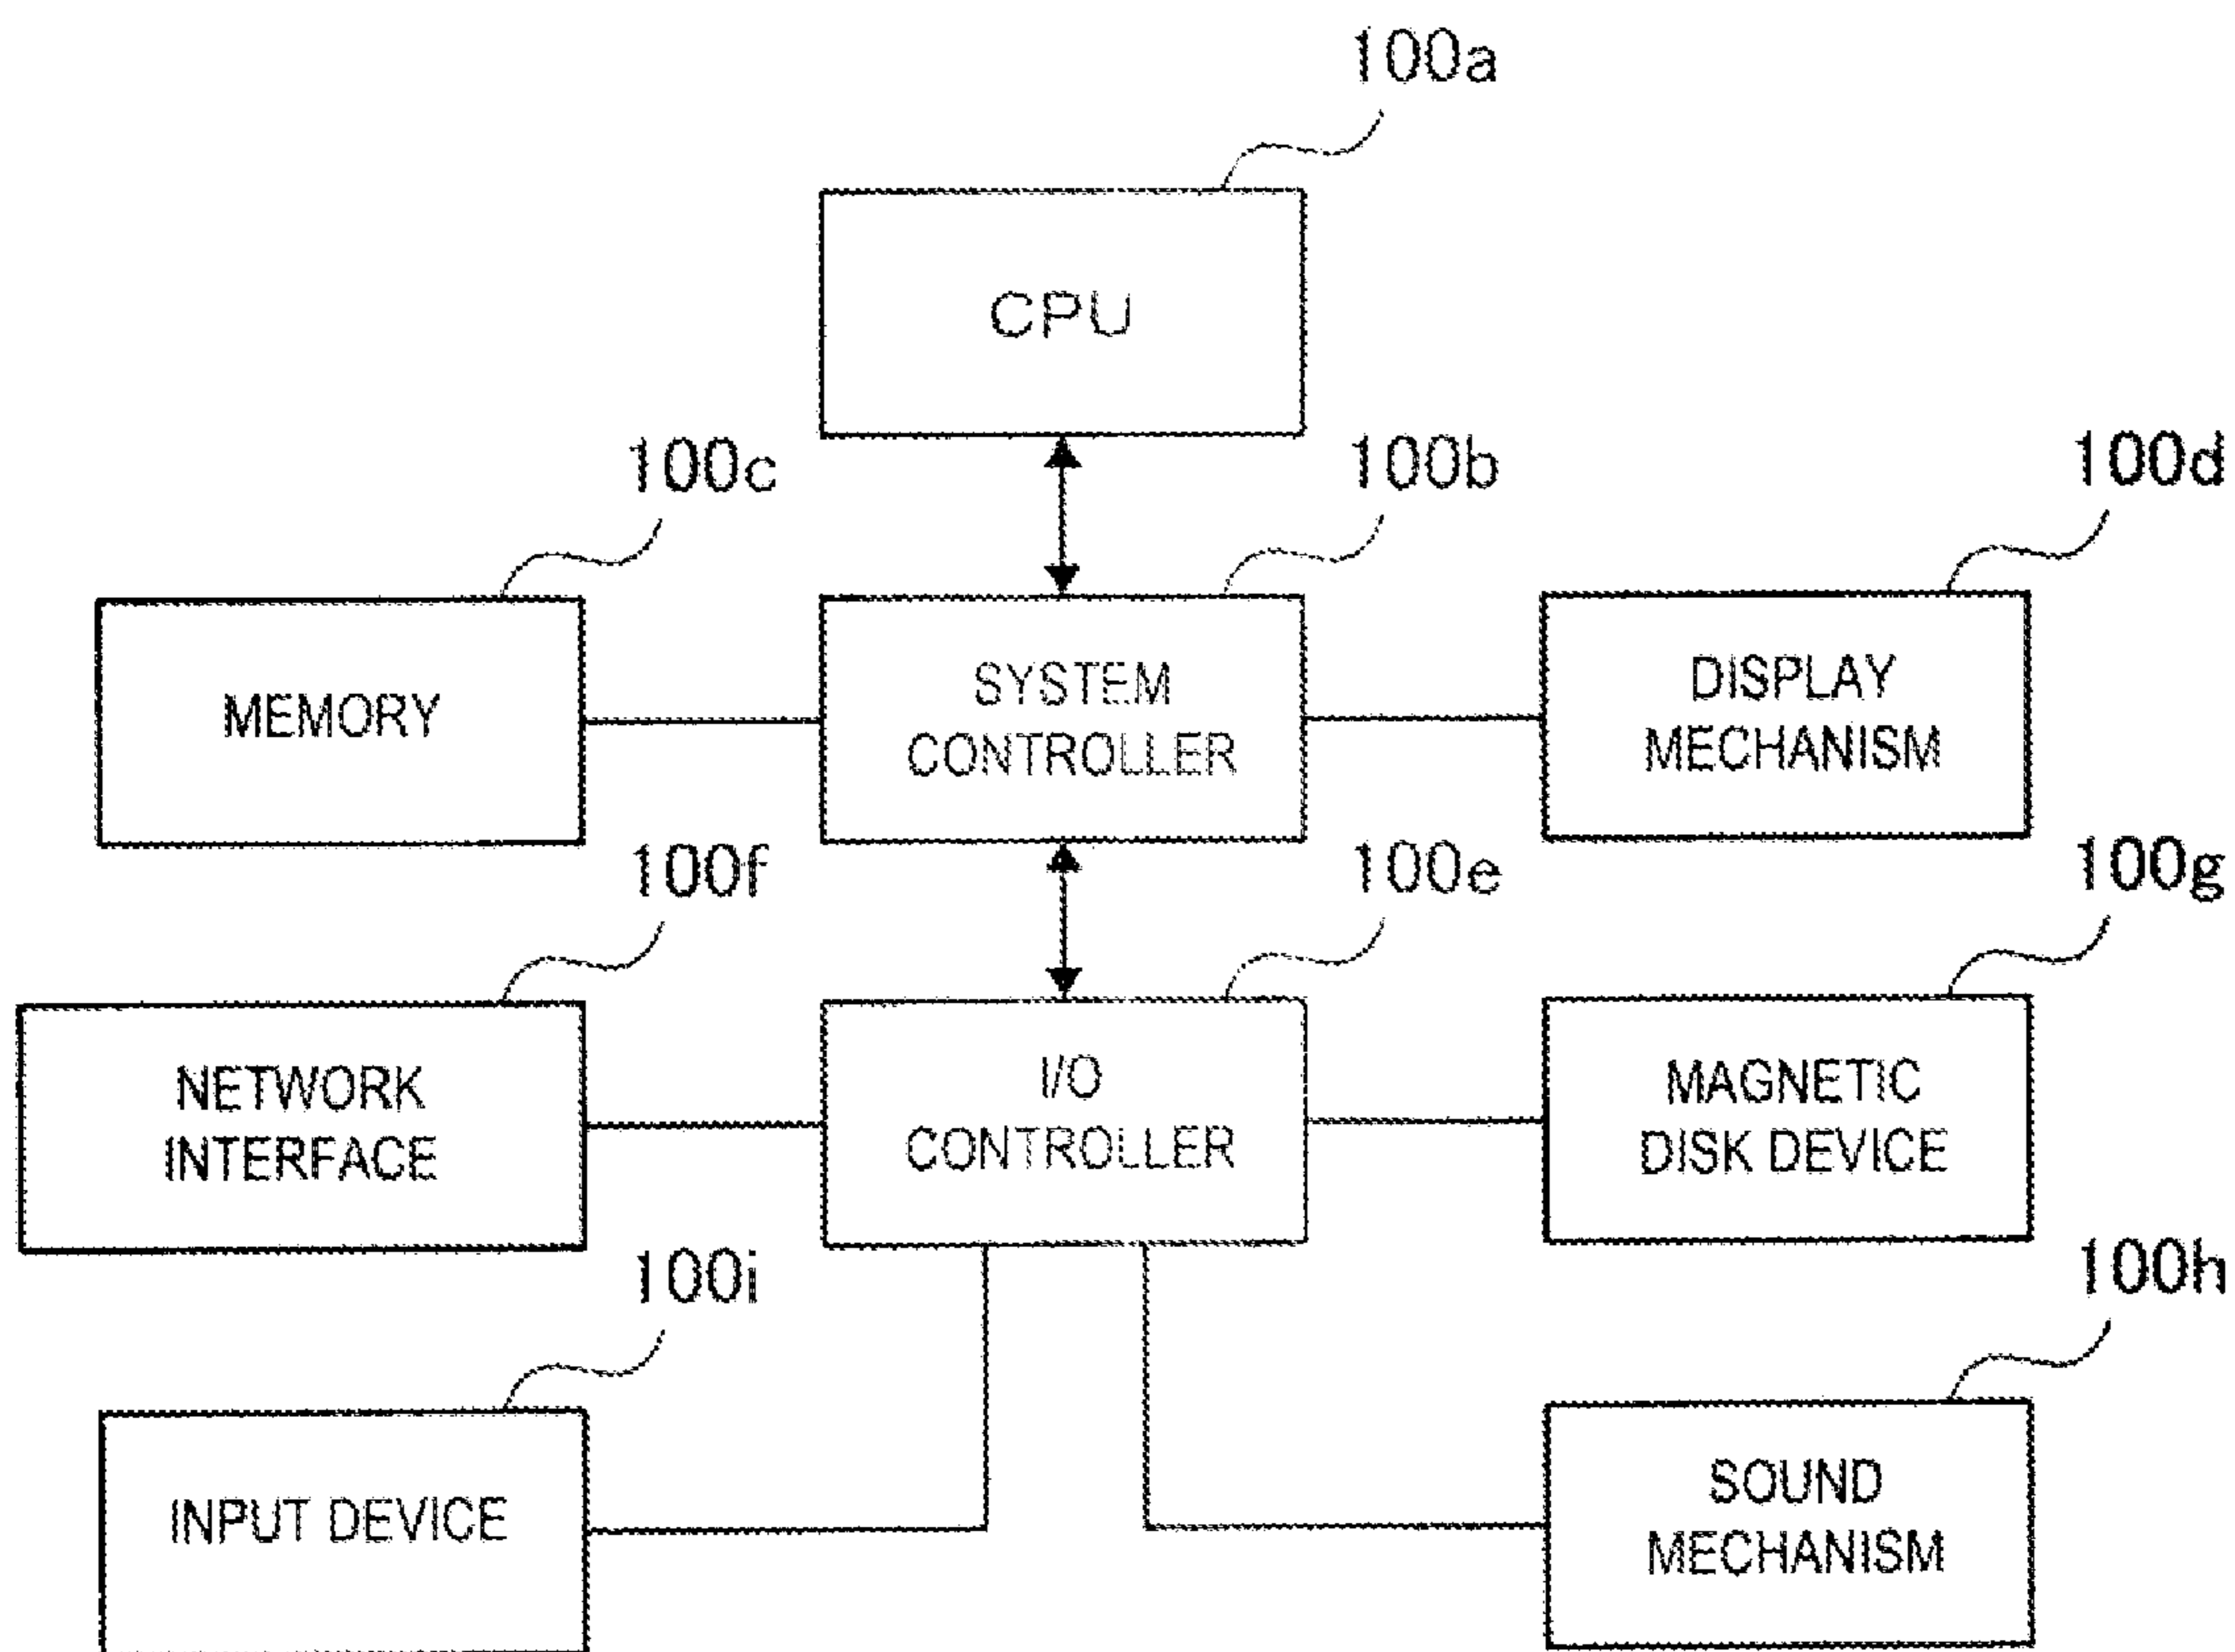 100a
CPU
100c
100b
100d
MEMORY
SYSTEM
CONTROLLER
DISPLAY
MECHANISM
100f
100e
100g
NETWORK
INTERFACE
I/O
CONTROLLER
MAGNETIC
DISK DEVICE
100i
100h
INPUT DEVICE
SOUND
MECHANISM